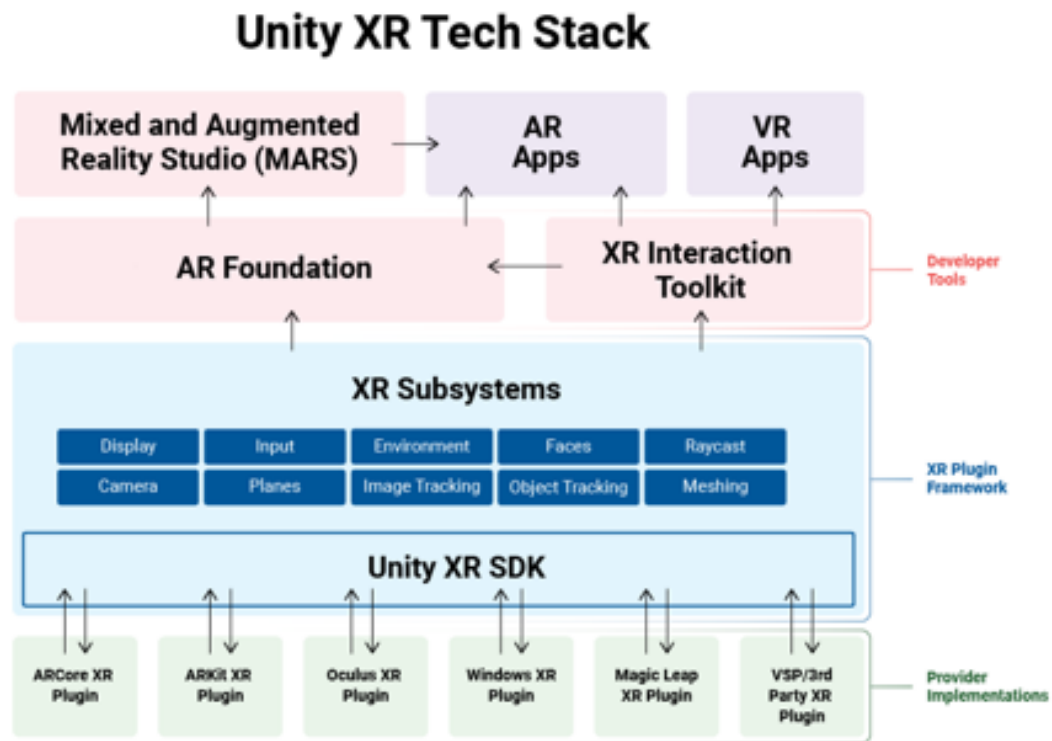 Unity XR Tech Stack
Mixed and Augmented
Reality Studio (MARS)
AR
Apps
VR
Apps
AR Foundation
XR Interaction
Toolkit
Developer
Tools
XR Subsystems
Display
Input
Environment
Faces
Raycast
Camera
Planes
Image Tracking
Object Tracking
Meshing
XR Plugin
Framework
Unity XR SDK
ARCore XR
Plugin
ARKit XR
Plugin
Oculus XR
Plugin
Windows XR
Plugin
Magic Leap
XR Plugin
VSP/3rd
Party XR
Plugin
Provider
Implementations